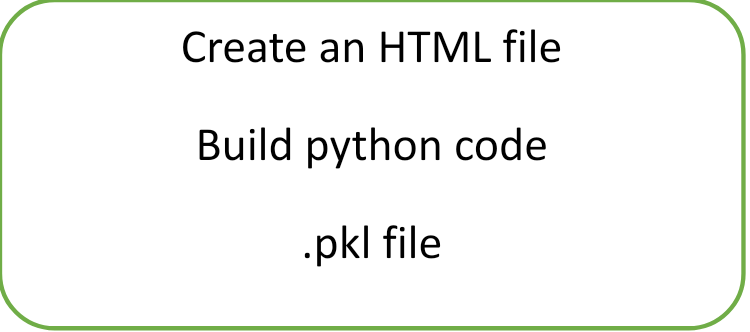 Create an HTML file
Build python code
.pkl file